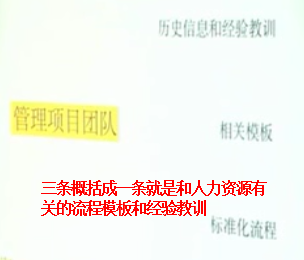 历史信息和经验教训
管理项目团队
相关模板
三条概括成一条就是和人力资源有
关的流程模板和经验教训
标准化流程